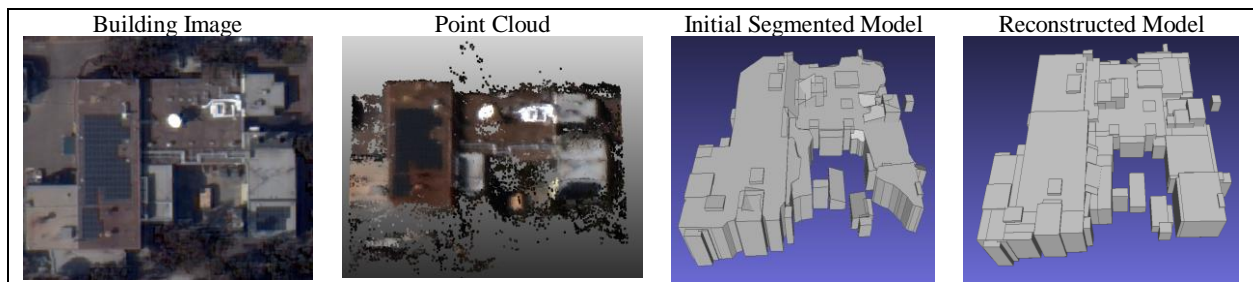 Building Image
Point Cloud
Initial Segmented Model
Reconstructed Model